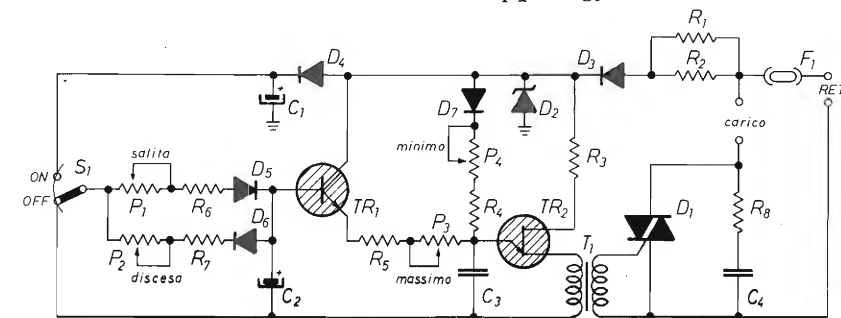 R1
R2
F1
RET
D4
D3
C1
D7
D2
carico
minimo
P4
R3
ON
S1
salita
D5
OFF
P1
R6
TR1
R4
TR2
D1
R8
D6
P3
T1
P2
R7
R5
discesa
massimo
C2
C3
C4